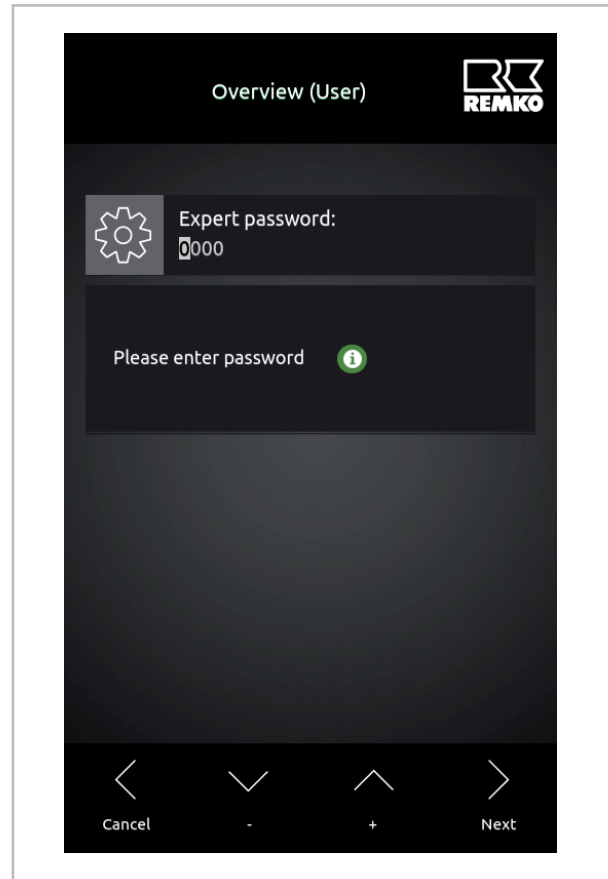 Overview (User)
REMKO
Expert password:
0000
Please enter password
Cancel
-
+
Next